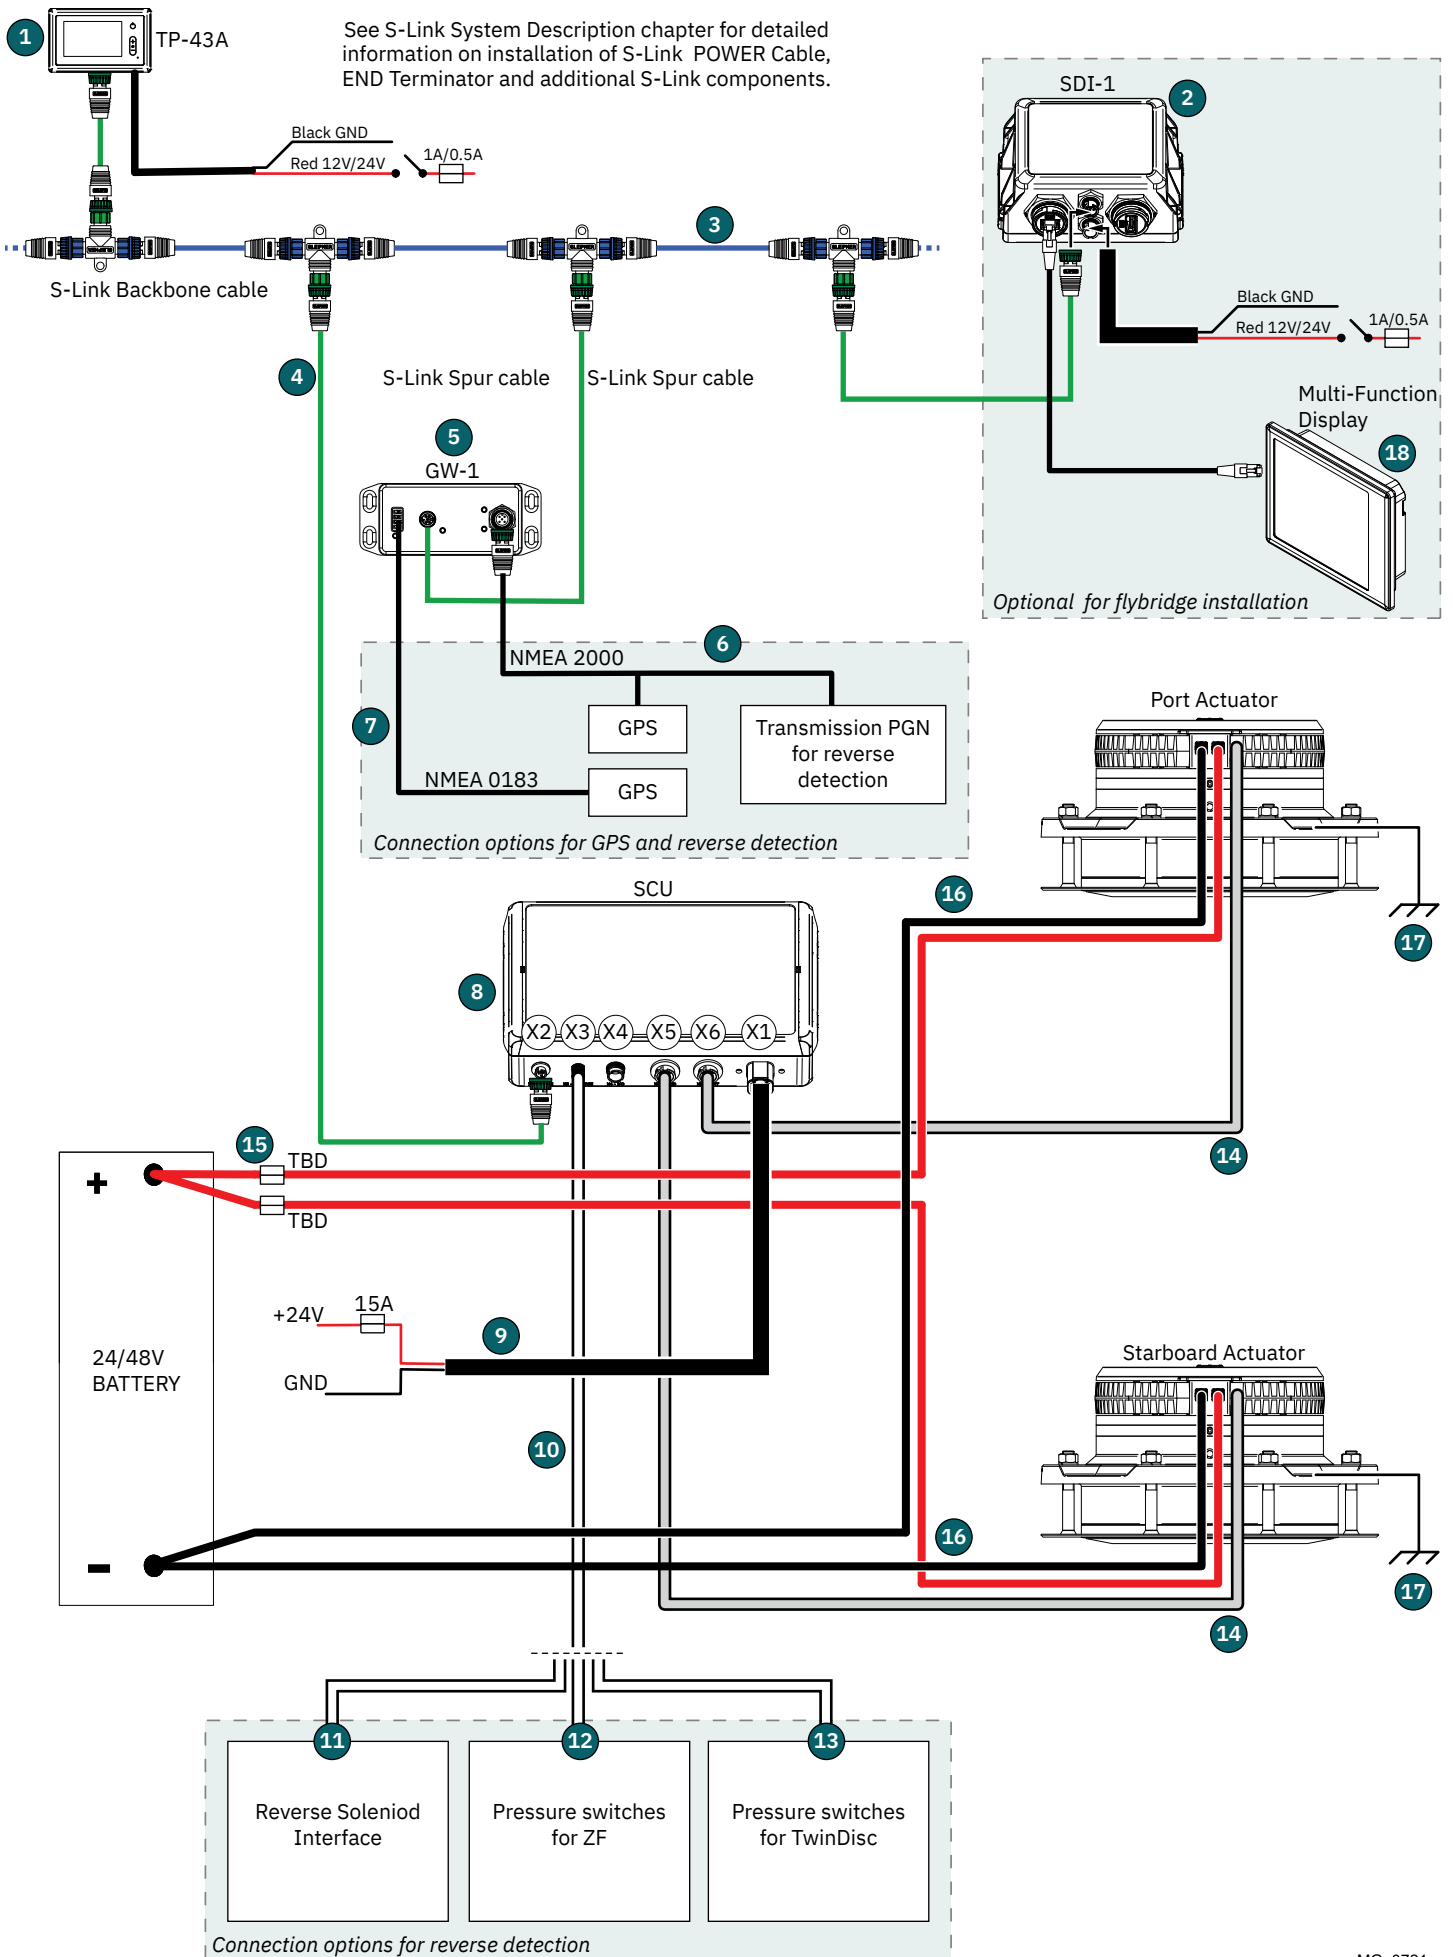 1
TP-43A
See S-Link System Description chapter for detailed
information on installation of S-Link POWER Cable,
END Terminator and additional S-Link components.
SDI-1
2
Black GND
Red 12V/24V
1A/0.5A
3
S-Link Backbone cable
Black GND
Red 12V/24V
1A/0.5A
4
S-Link Spur cable
S-Link Spur cable
Multi-Function
Display
18
5
GW-1
Optional for flybridge installation
6
NMEA 2000
7
GPS
Transmission PGN
for reverse
detection
NMEA 0183
GPS
Connection options for GPS and reverse detection
Port Actuator
SCU
16
17
8
X2
X3
X4
X5
X6
X1
15
TBD
14
+
TBD
+24V
15A
9
24/48V
BATTERY
GND
Starboard Actuator
10
16
-
17
14
11
12
13
Reverse Soleniod
Interface
Pressure switches
for ZF
Pressure switches
for TwinDisc
Connection options for reverse detection